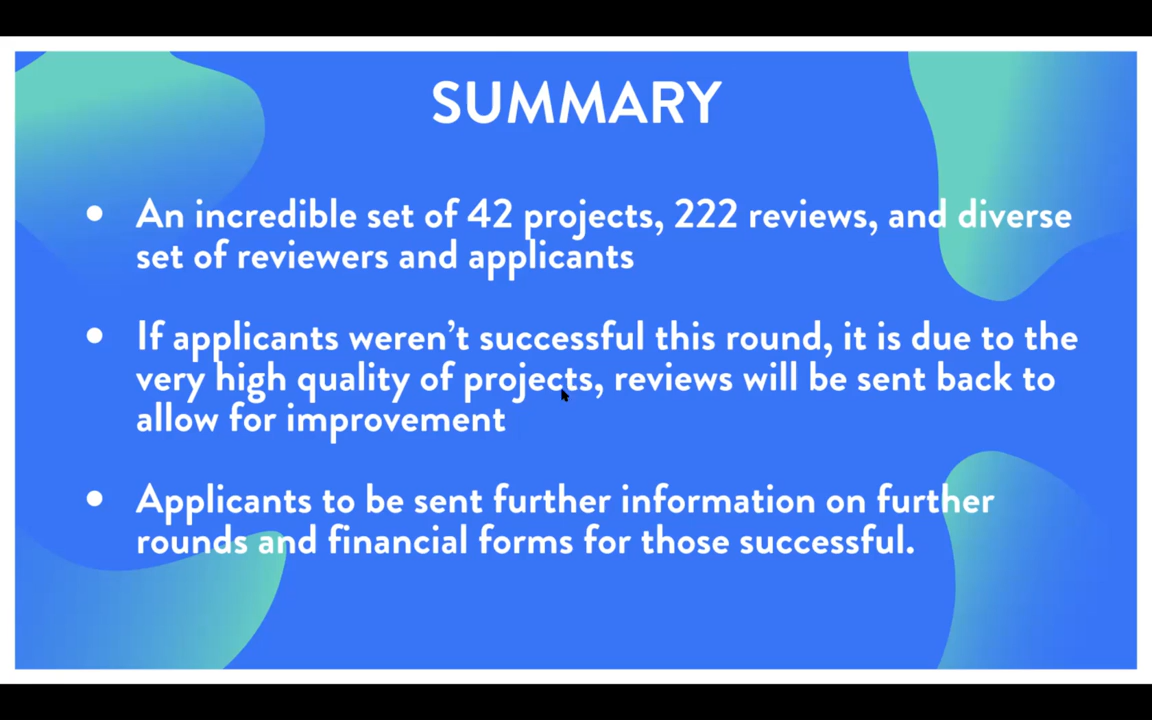 SUMMARY
• An incredible set of 42 projects, 222 reviews, and diverse
set of reviewers and applicants
• If applicants weren’t successful this round, it is due to the
very high quality of projects, reviews will be sent back to
allow for improvement
• Applicants to be sent further information on further
rounds and financial forms for those successful.